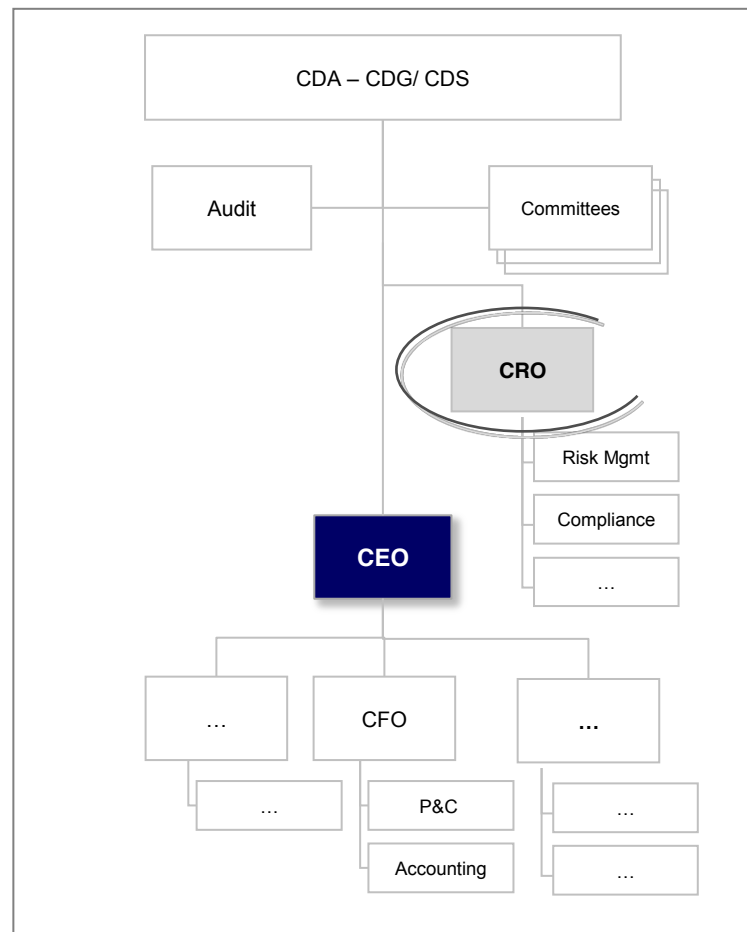 CDA – CDG/ CDS
Audit
Committees
CRO
Risk Mgmt
Compliance
…
CEO
…
CFO
…
…
P&C
…
Accounting
…